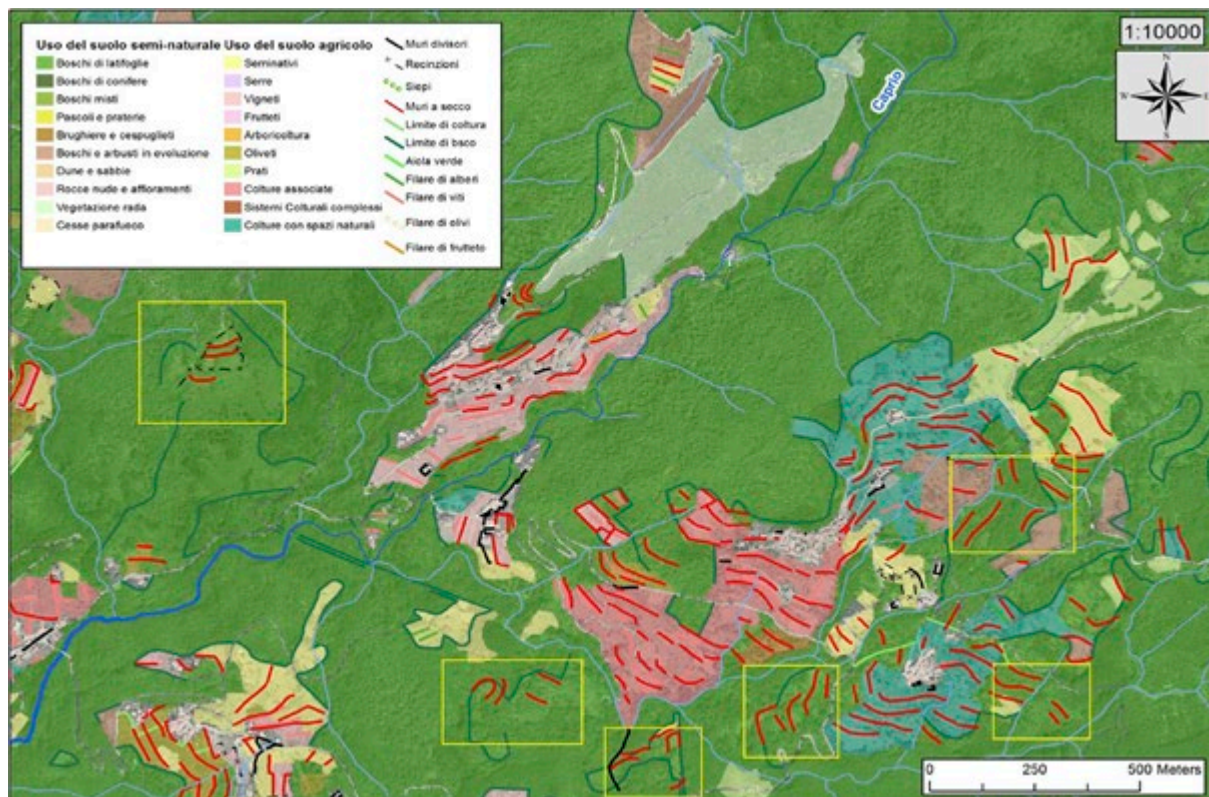 Uso del suolo semi-naturale
Boschi di latifoglie
Boschi di conifere
Boschi misti
Pascoli e praterie
Brughiere e cespuglieti
Boschi e arbusti in evoluzione
Dune e sabbie
Rocce nude e affioramenti
Vegetazione rada
Cesse parafuoco
Uso del suolo agricolo
Seminativi
Serre
Vigneti
Frutteti
Arboricoltura
Oliveti
Prati
Colture associate
Sistemi Colturali complessi
Colture con spazi naturali
Muri divisori
Recinzioni
Siepi
Muri a secco
Limite di coltura
Limite di bsco
Aiola verde
Filare di alberi
Filare di viti
Filare di olivi
Filare di frutteto
1:10000
N
W E
S
Caprio
0 250 500 Meters